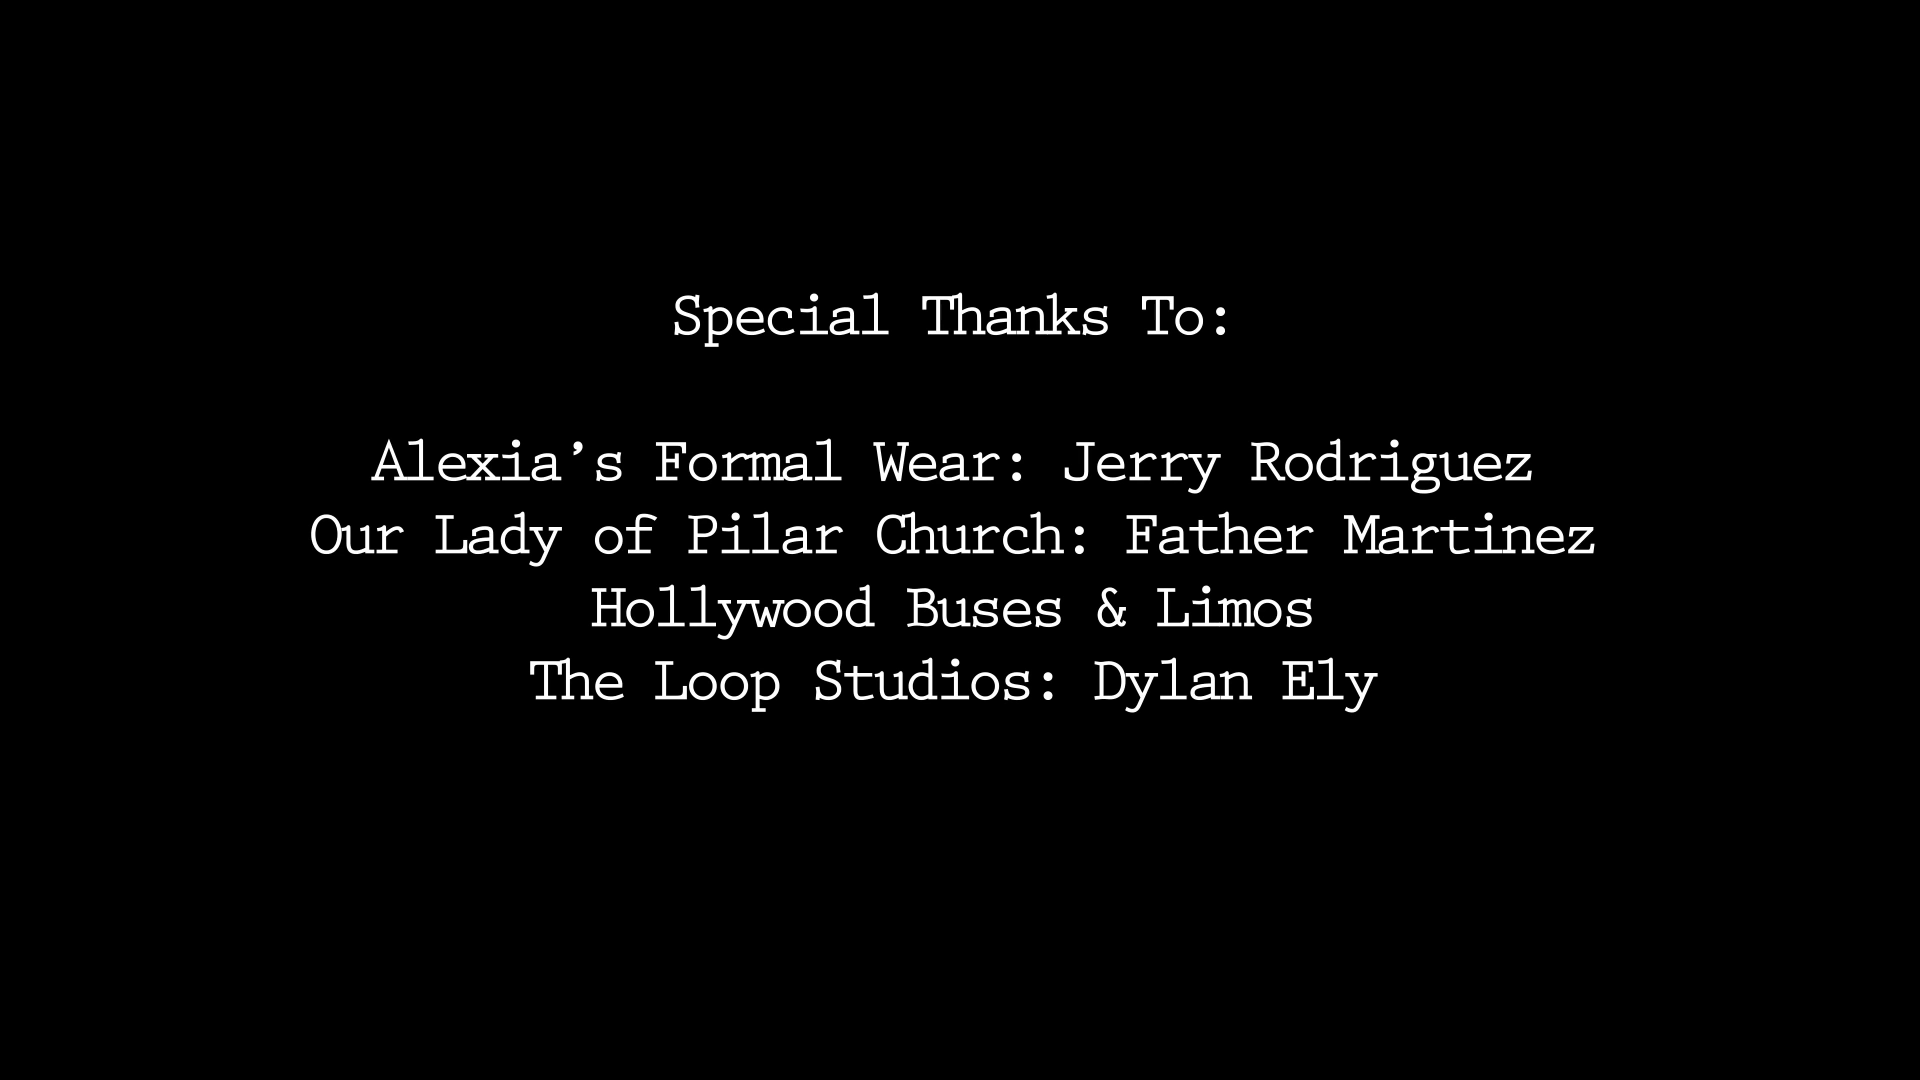 Special Thanks To:
Alexia’s Formal Wear: Jerry Rodriguez
Our Lady of Pilar Church: Father Martinez
Hollywood Buses & Limos
The Loop Studios: Dylan Ely